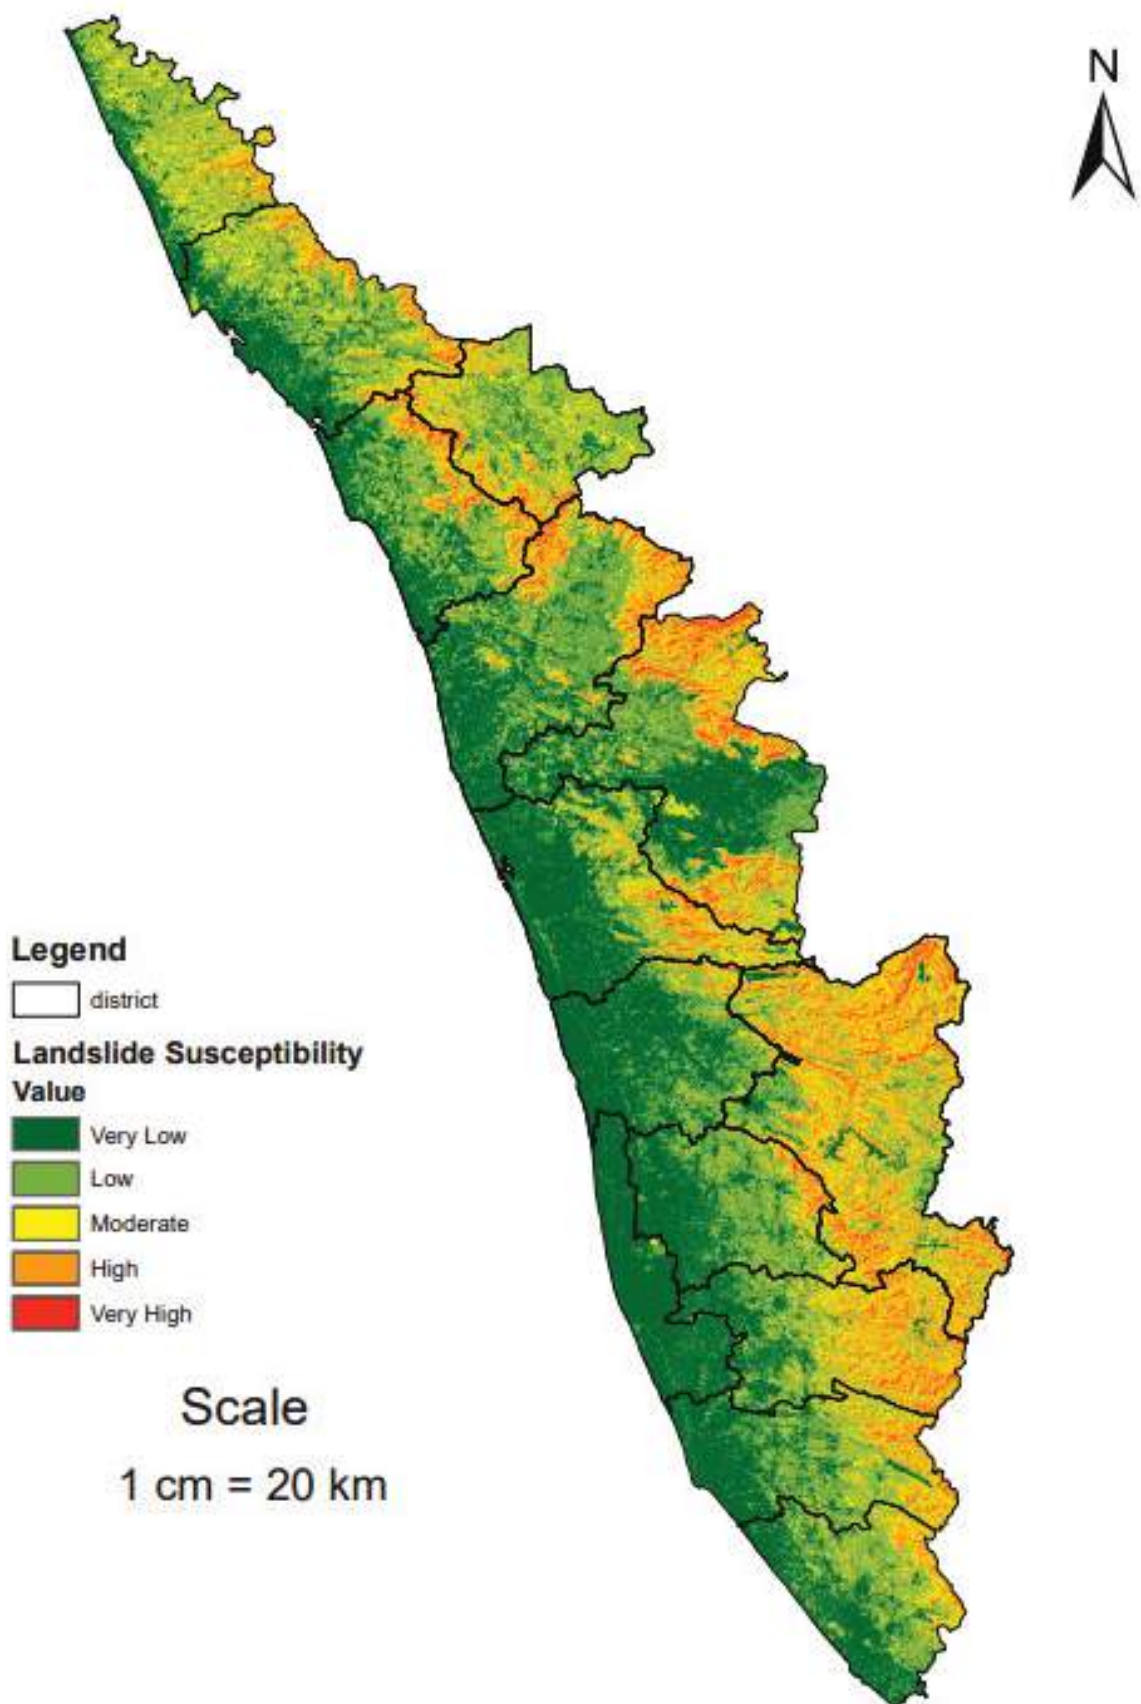 N
Legend
district
Landslide Susceptibility
Value
Very Low
Low
Moderate
High
Very High
Scale
1 cm = 20 km